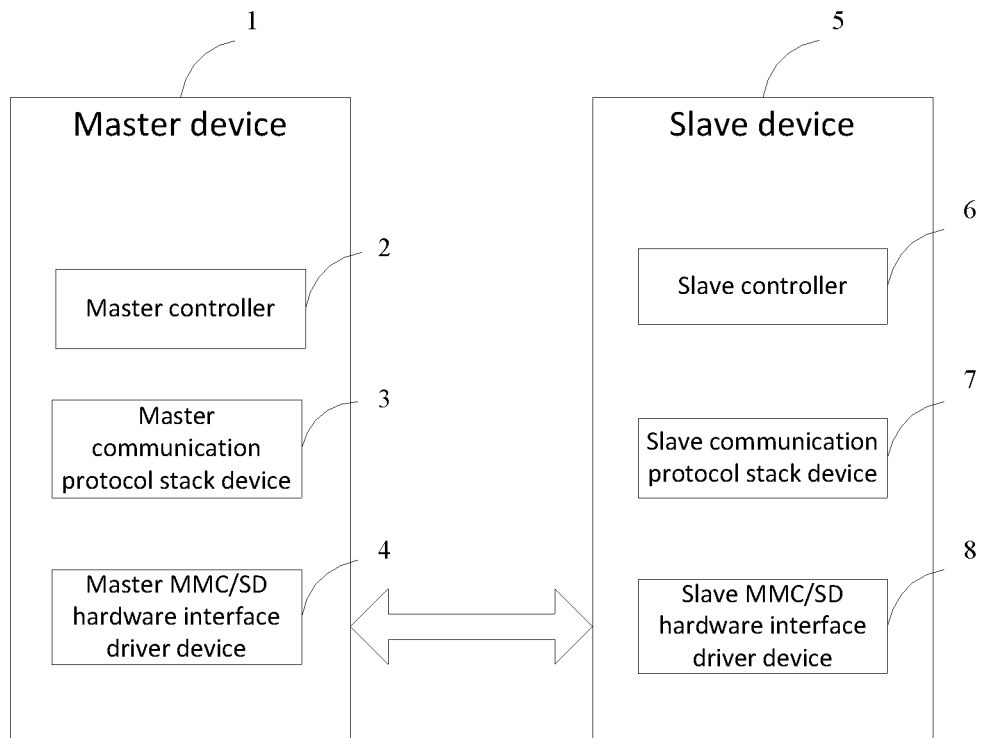 1
Master device
2
Master controller
3
Master
communication
protocol stack device
4
Master MMC/SD
hardware interface
driver device
5
Slave device
6
Slave controller
7
Slave communication
protocol stack device
8
Slave MMC/SD
hardware interface
driver device